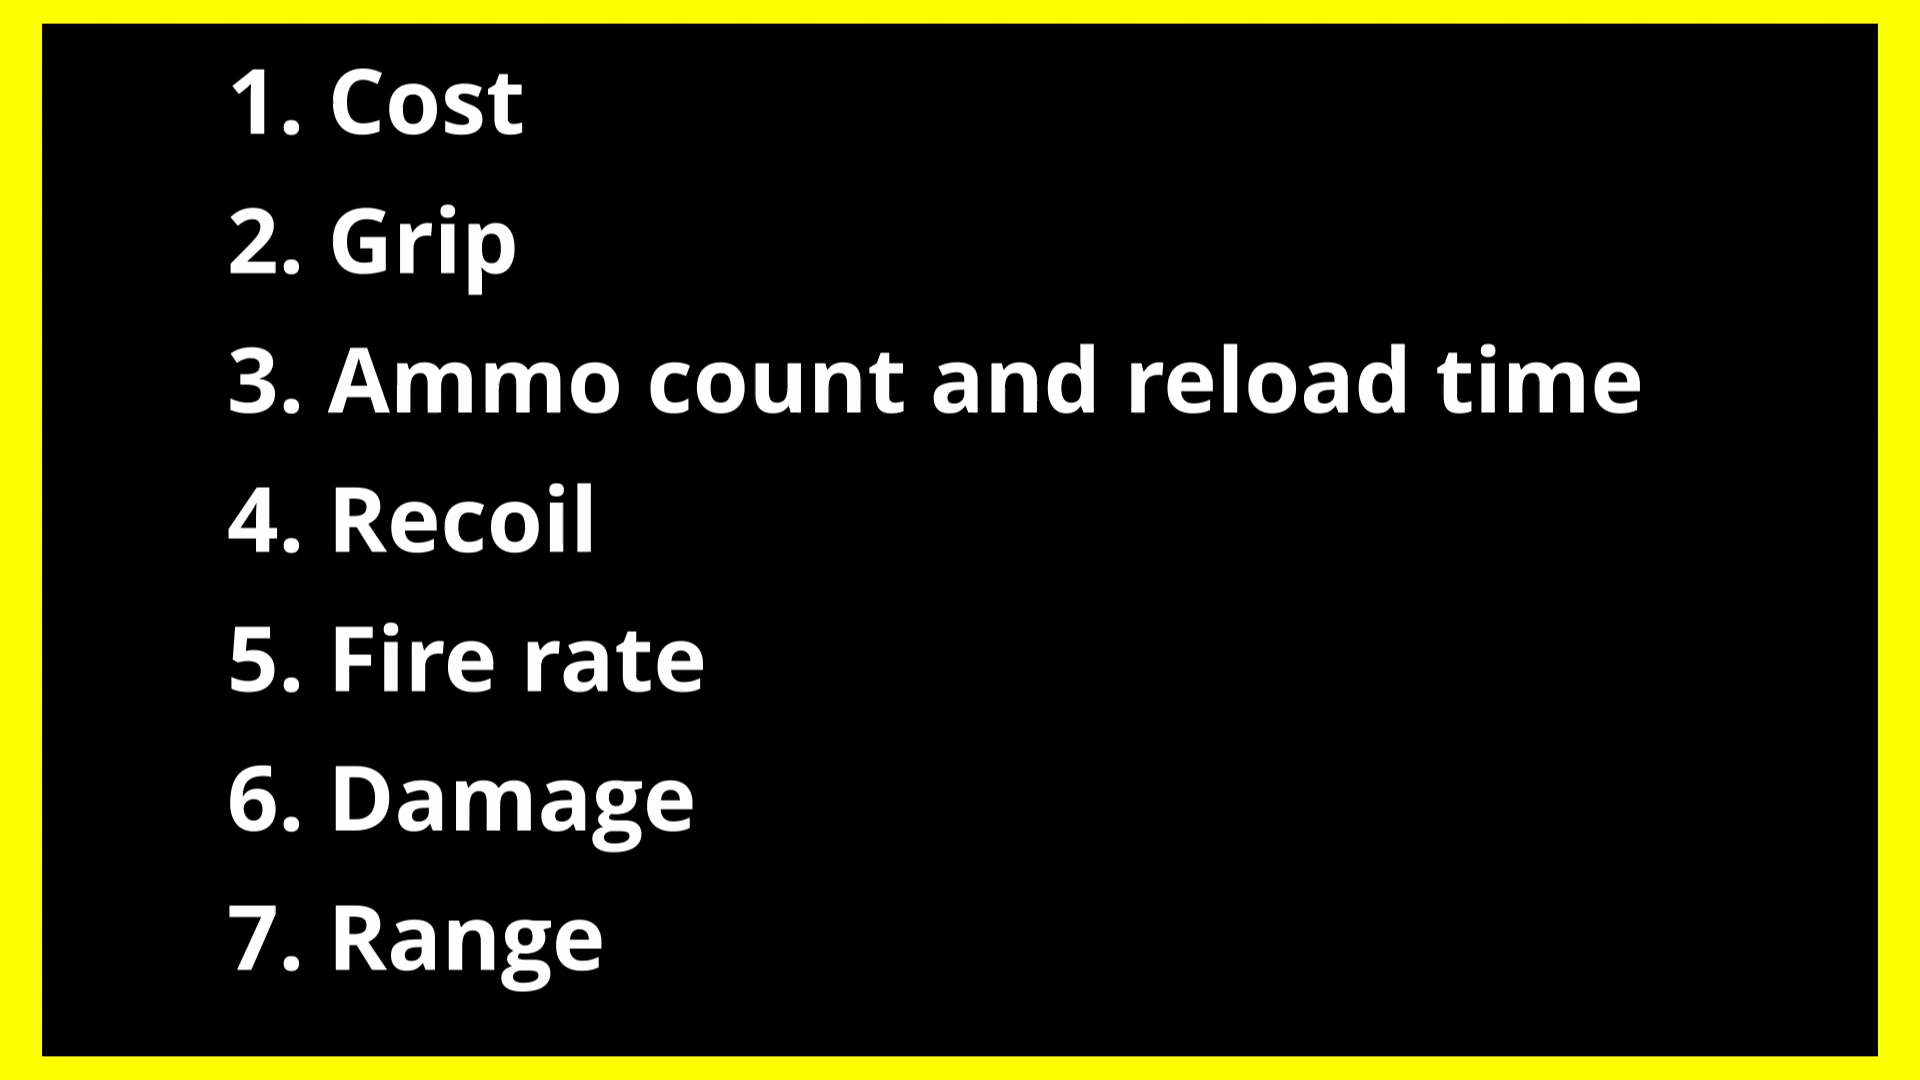 1. Cost
2. Grip
3. Ammo count and reload time
4. Recoil
5. Fire rate
6. Damage
7. Range